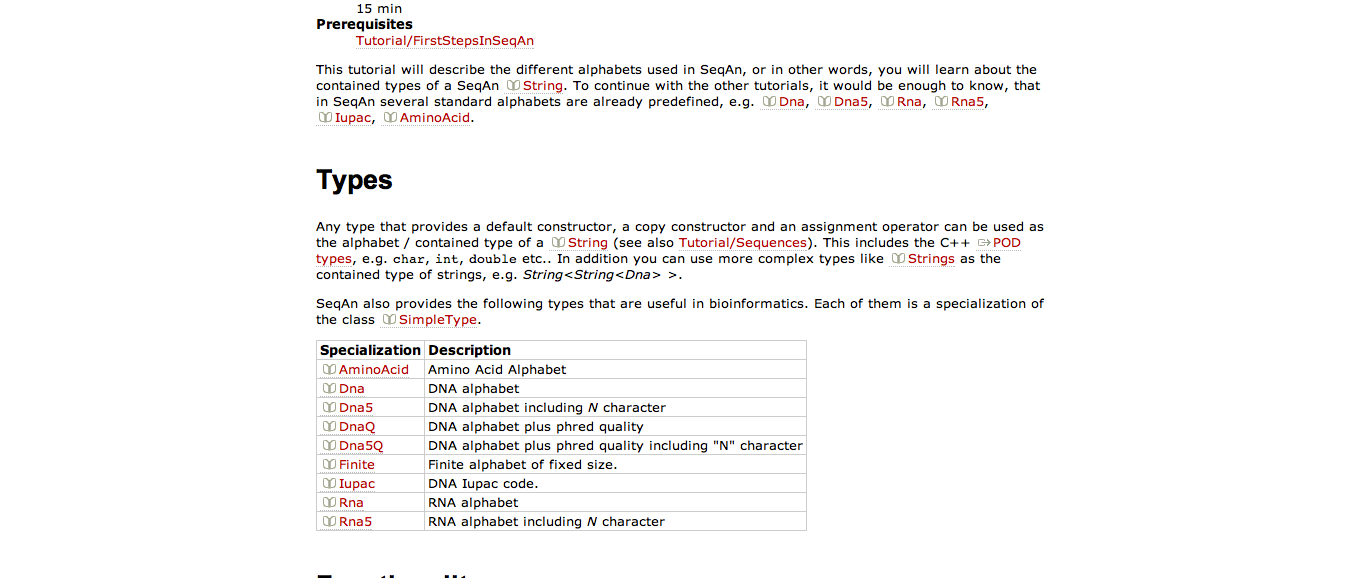 15 min
Prerequisites
Tutorial/FirstStepsInSeqAn
This tutorial will describe the different alphabets used in SeqAn, or in other words, you will learn about the
contained types of a SeqAn String. To continue with the other tutorials, it would be enough to know, that
in SeqAn several standard alphabets are already predefined, e.g. Dna, Dna5, Rna, Rna5,
Iupac, AminoAcid.
Types
Any type that provides a default constructor, a copy constructor and an assignment operator can be used as
the alphabet / contained type of a String (see also Tutorial/Sequences). This includes the C++ POD
types, e.g. char, int, double etc.. In addition you can use more complex types like Strings as the
contained type of strings, e.g. String<String<Dna> >.
SeqAn also provides the following types that are useful in bioinformatics. Each of them is a specialization of
the class SimpleType.
Specialization Description
AminoAcid Amino Acid Alphabet
Dna DNA alphabet
Dna5 DNA alphabet including N character
DnaQ DNA alphabet plus phred quality
Dna5Q DNA alphabet plus phred quality including "N" character
Finite Finite alphabet of fixed size.
Iupac DNA Iupac code.
Rna RNA alphabet
Rna5 RNA alphabet including N character